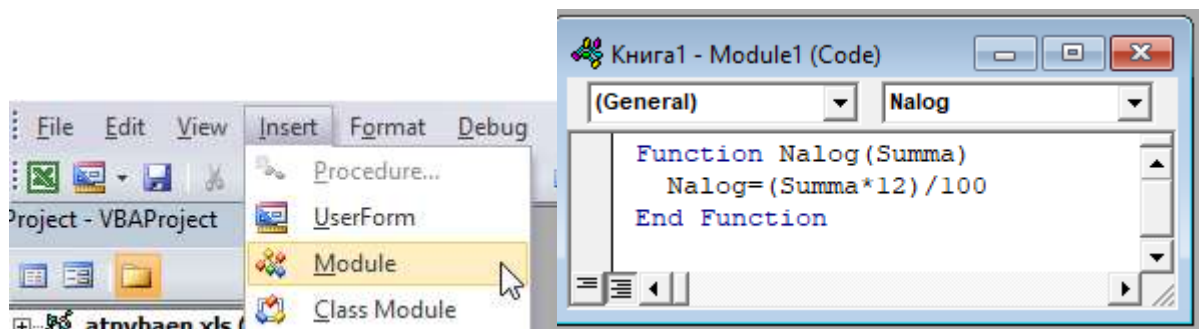 File Edit View Insert Format Debug
Procedure...
Project - VBAProject
UserForm
Module
Class Module
Книга1 - Module1 (Code)
(General) Nalog
Function Nalog(Summa)
Nalog=(Summa*12)/100
End Function